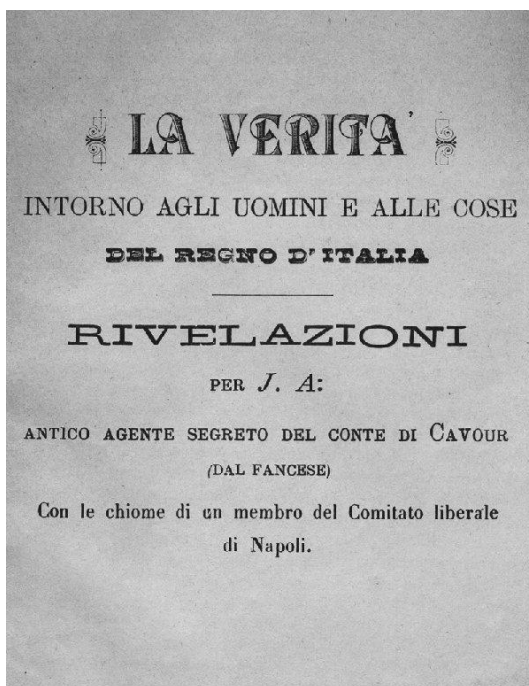 LA VERITA'
INTORNO AGLI UOMINI E ALLE COSE
DEL REGNO D'ITALIA
RIVELAZIONI
PER J. A:
ANTICO AGENTE SEGRETO DEL CONTE DI CAVOUR
(DAL FANCESE)
Con le chiome di un membro del Comitato liberale
di Napoli.